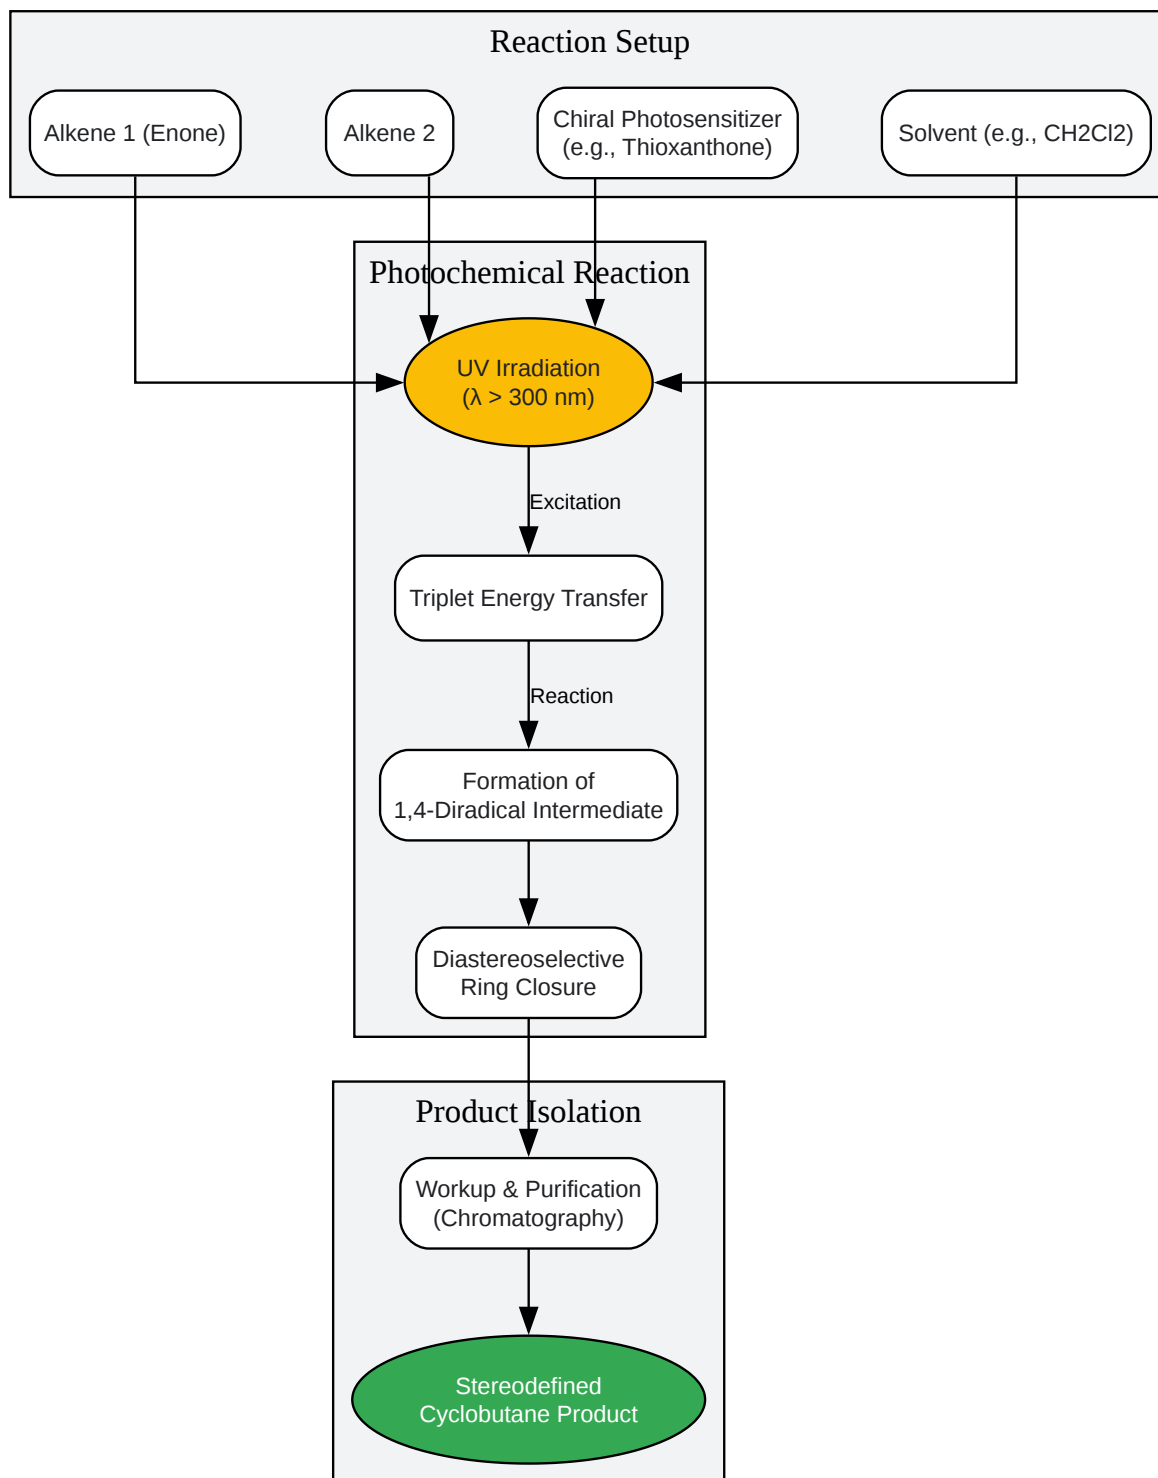 Reaction Setup
Alkene 1 (Enone)
Alkene 2
Chiral Photosensitizer
(e.g., Thioxanthone)
Solvent (e.g., CH2Cl2)
Photochemical Reaction
UV Irradiation
(λ > 300 nm)
Excitation
Triplet Energy Transfer
Reaction
Formation of
1,4-Diradical Intermediate
Diastereoselective
Ring Closure
Product Isolation
Workup & Purification
(Chromatography)
Stereodefined
Cyclobutane Product